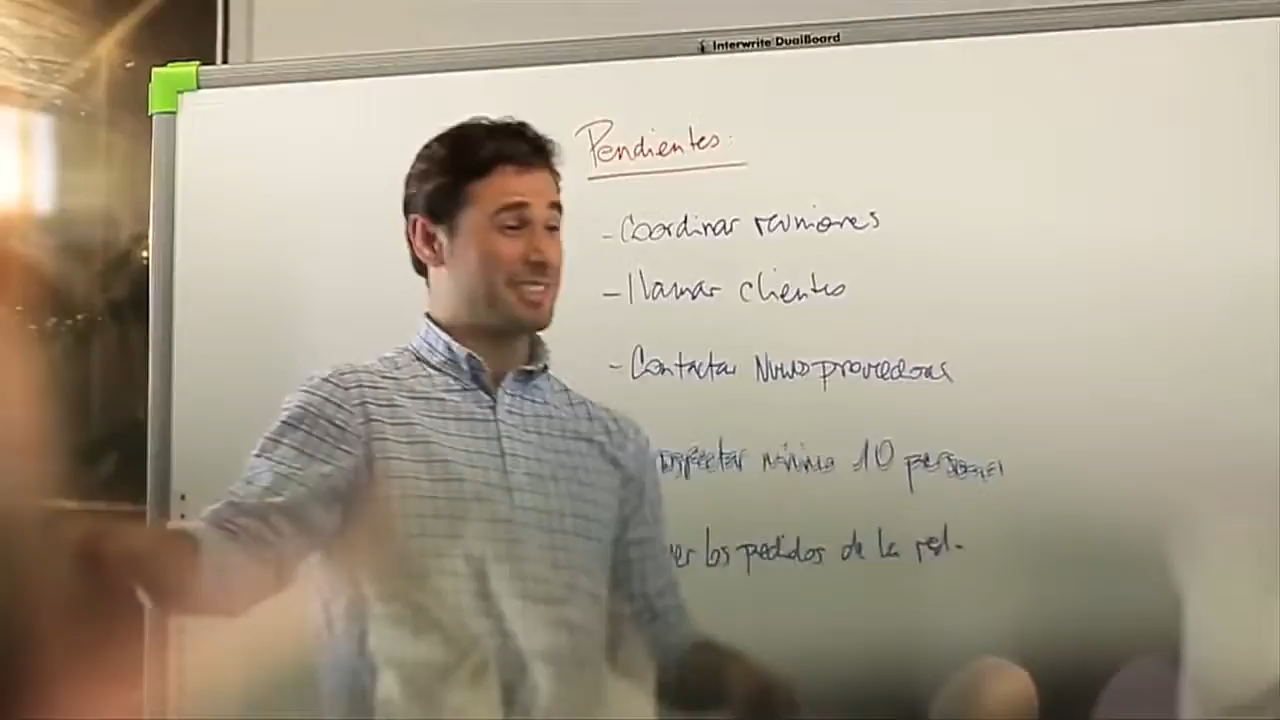 Interwrite DualBoard
Pendientes:
- Coordinar reuniones
- llamar clientes
- Contactar Nuevo proveedores
mínimo 10 personas
los pedidos de la red.